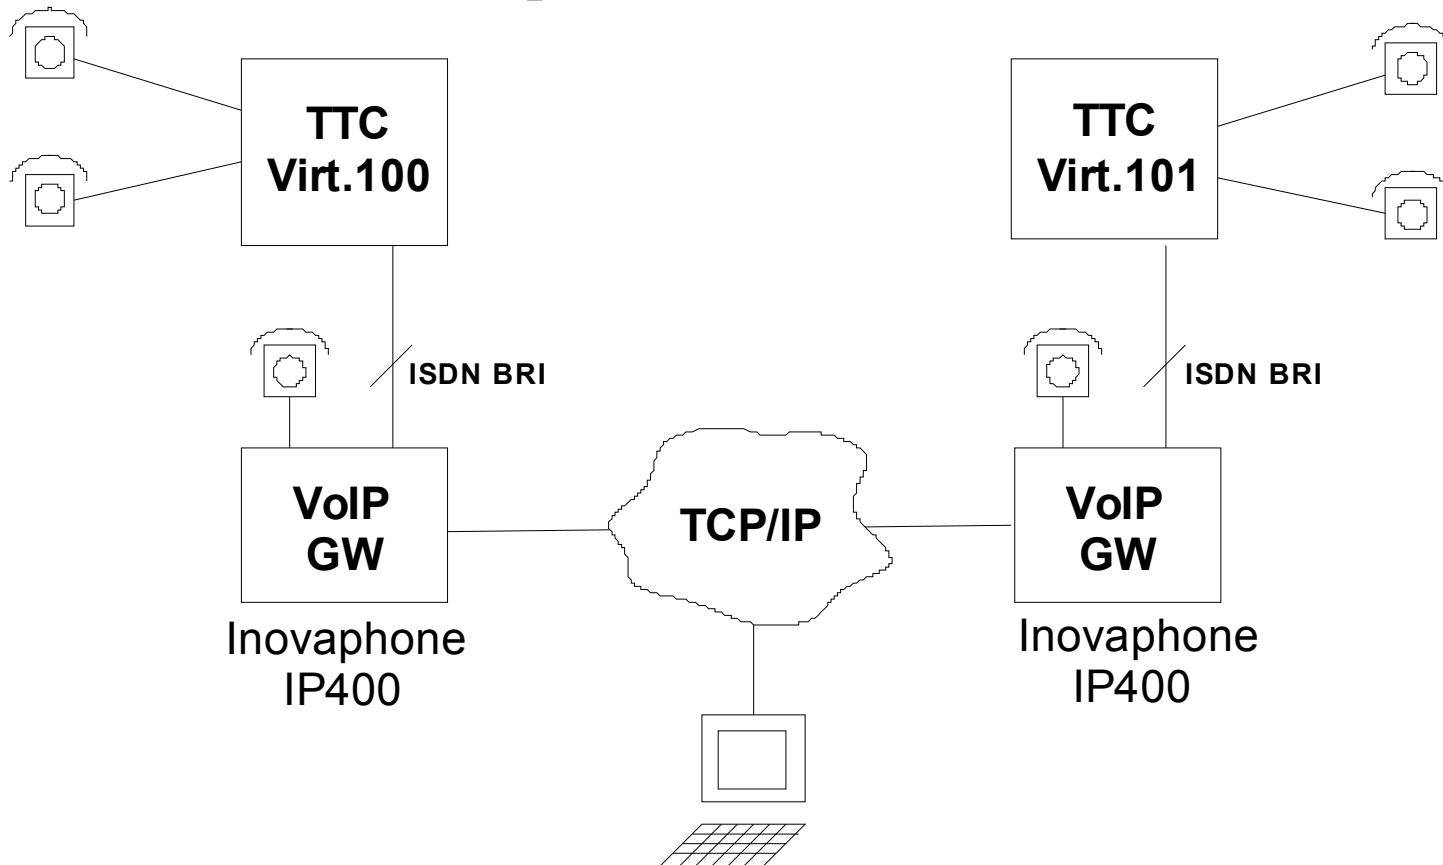 TTC
Virt.100
TTC
Virt.101
ISDN BRI
ISDN BRI
VoIP
GW
TCP/IP
VoIP
GW
Inovaphone
IP400
Inovaphone
IP400